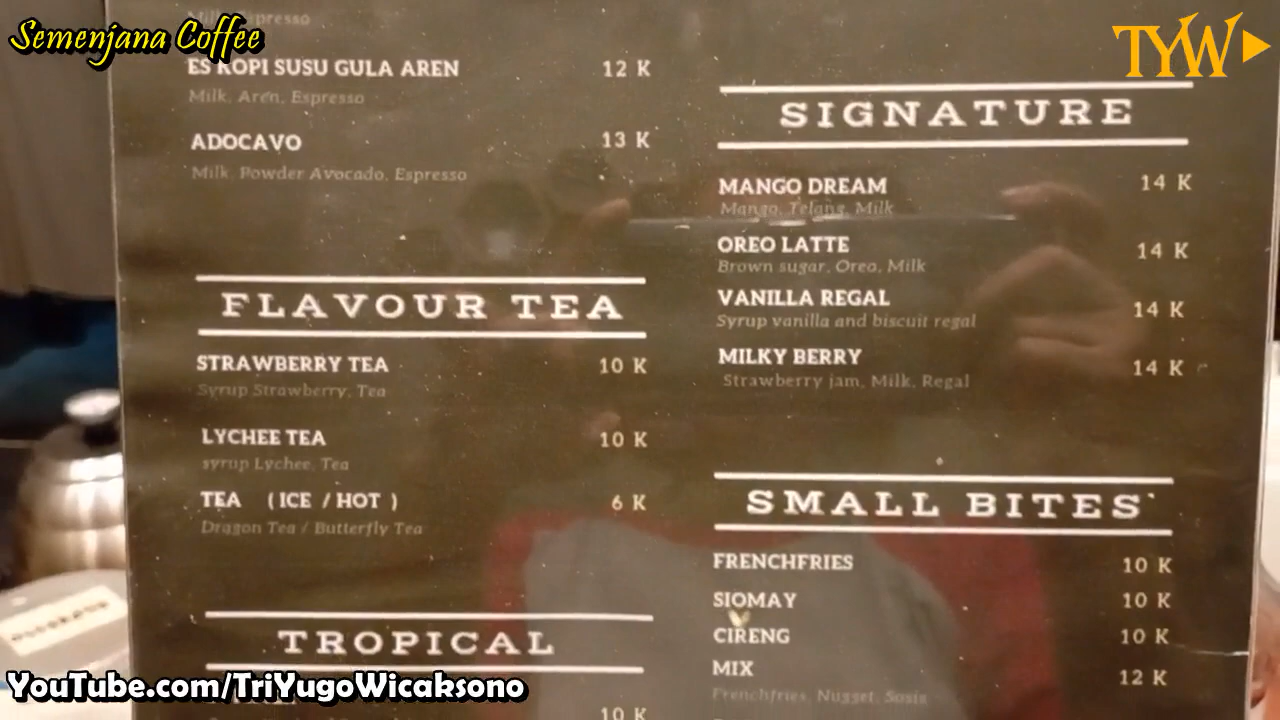 Semenjana Coffee
TYW
Milk, Espresso
ES KOPI SUSU GULA AREN 12 K
Milk, Aren, Espresso
ADOCAVO 13 K
Milk, Powder Avocado, Espresso
FLAVOUR TEA
STRAWBERRY TEA 10 K
Syrup Strawberry, Tea
LYCHEE TEA 10 K
syrup Lychee, Tea
TEA ( ICE / HOT ) 6 K
Dragon Tea / Butterfly Tea
TROPICAL
10 K
SIGNATURE
MANGO DREAM 14 K
Mango, Telang, Milk
OREO LATTE 14 K
Brown sugar, Oreo, Milk
VANILLA REGAL 14 K
Syrup vanilla and biscuit regal
MILKY BERRY 14 K
Strawberry jam, Milk, Regal
SMALL BITES
FRENCHFRIES 10 K
SIOMAY 10 K
CIRENG 10 K
MIX 12 K
Frenchfries, Nugget, Sosis
YouTube.com/TriYugoWicaksono